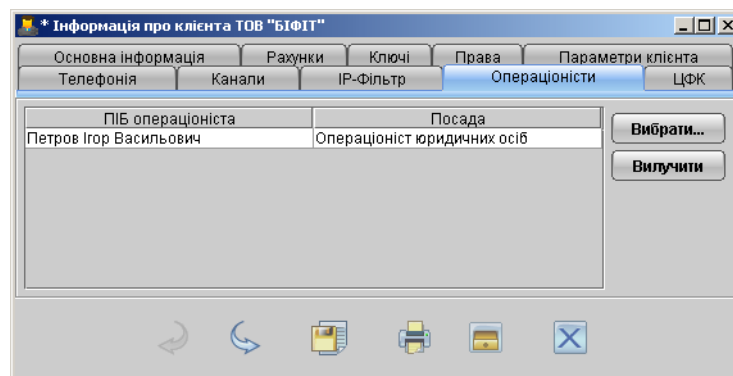 * Інформація про клієнта ТОВ "БІФІТ"
Основна інформація Рахунки Ключі Права Параметри клієнта
Телефонія Канали IP-Фільтр Операціоністи ЦФК
ПІБ операціоніста Посада
Петров Ігор Васильович Операціоніст юридичних осіб
Вибрати...
Вилучити